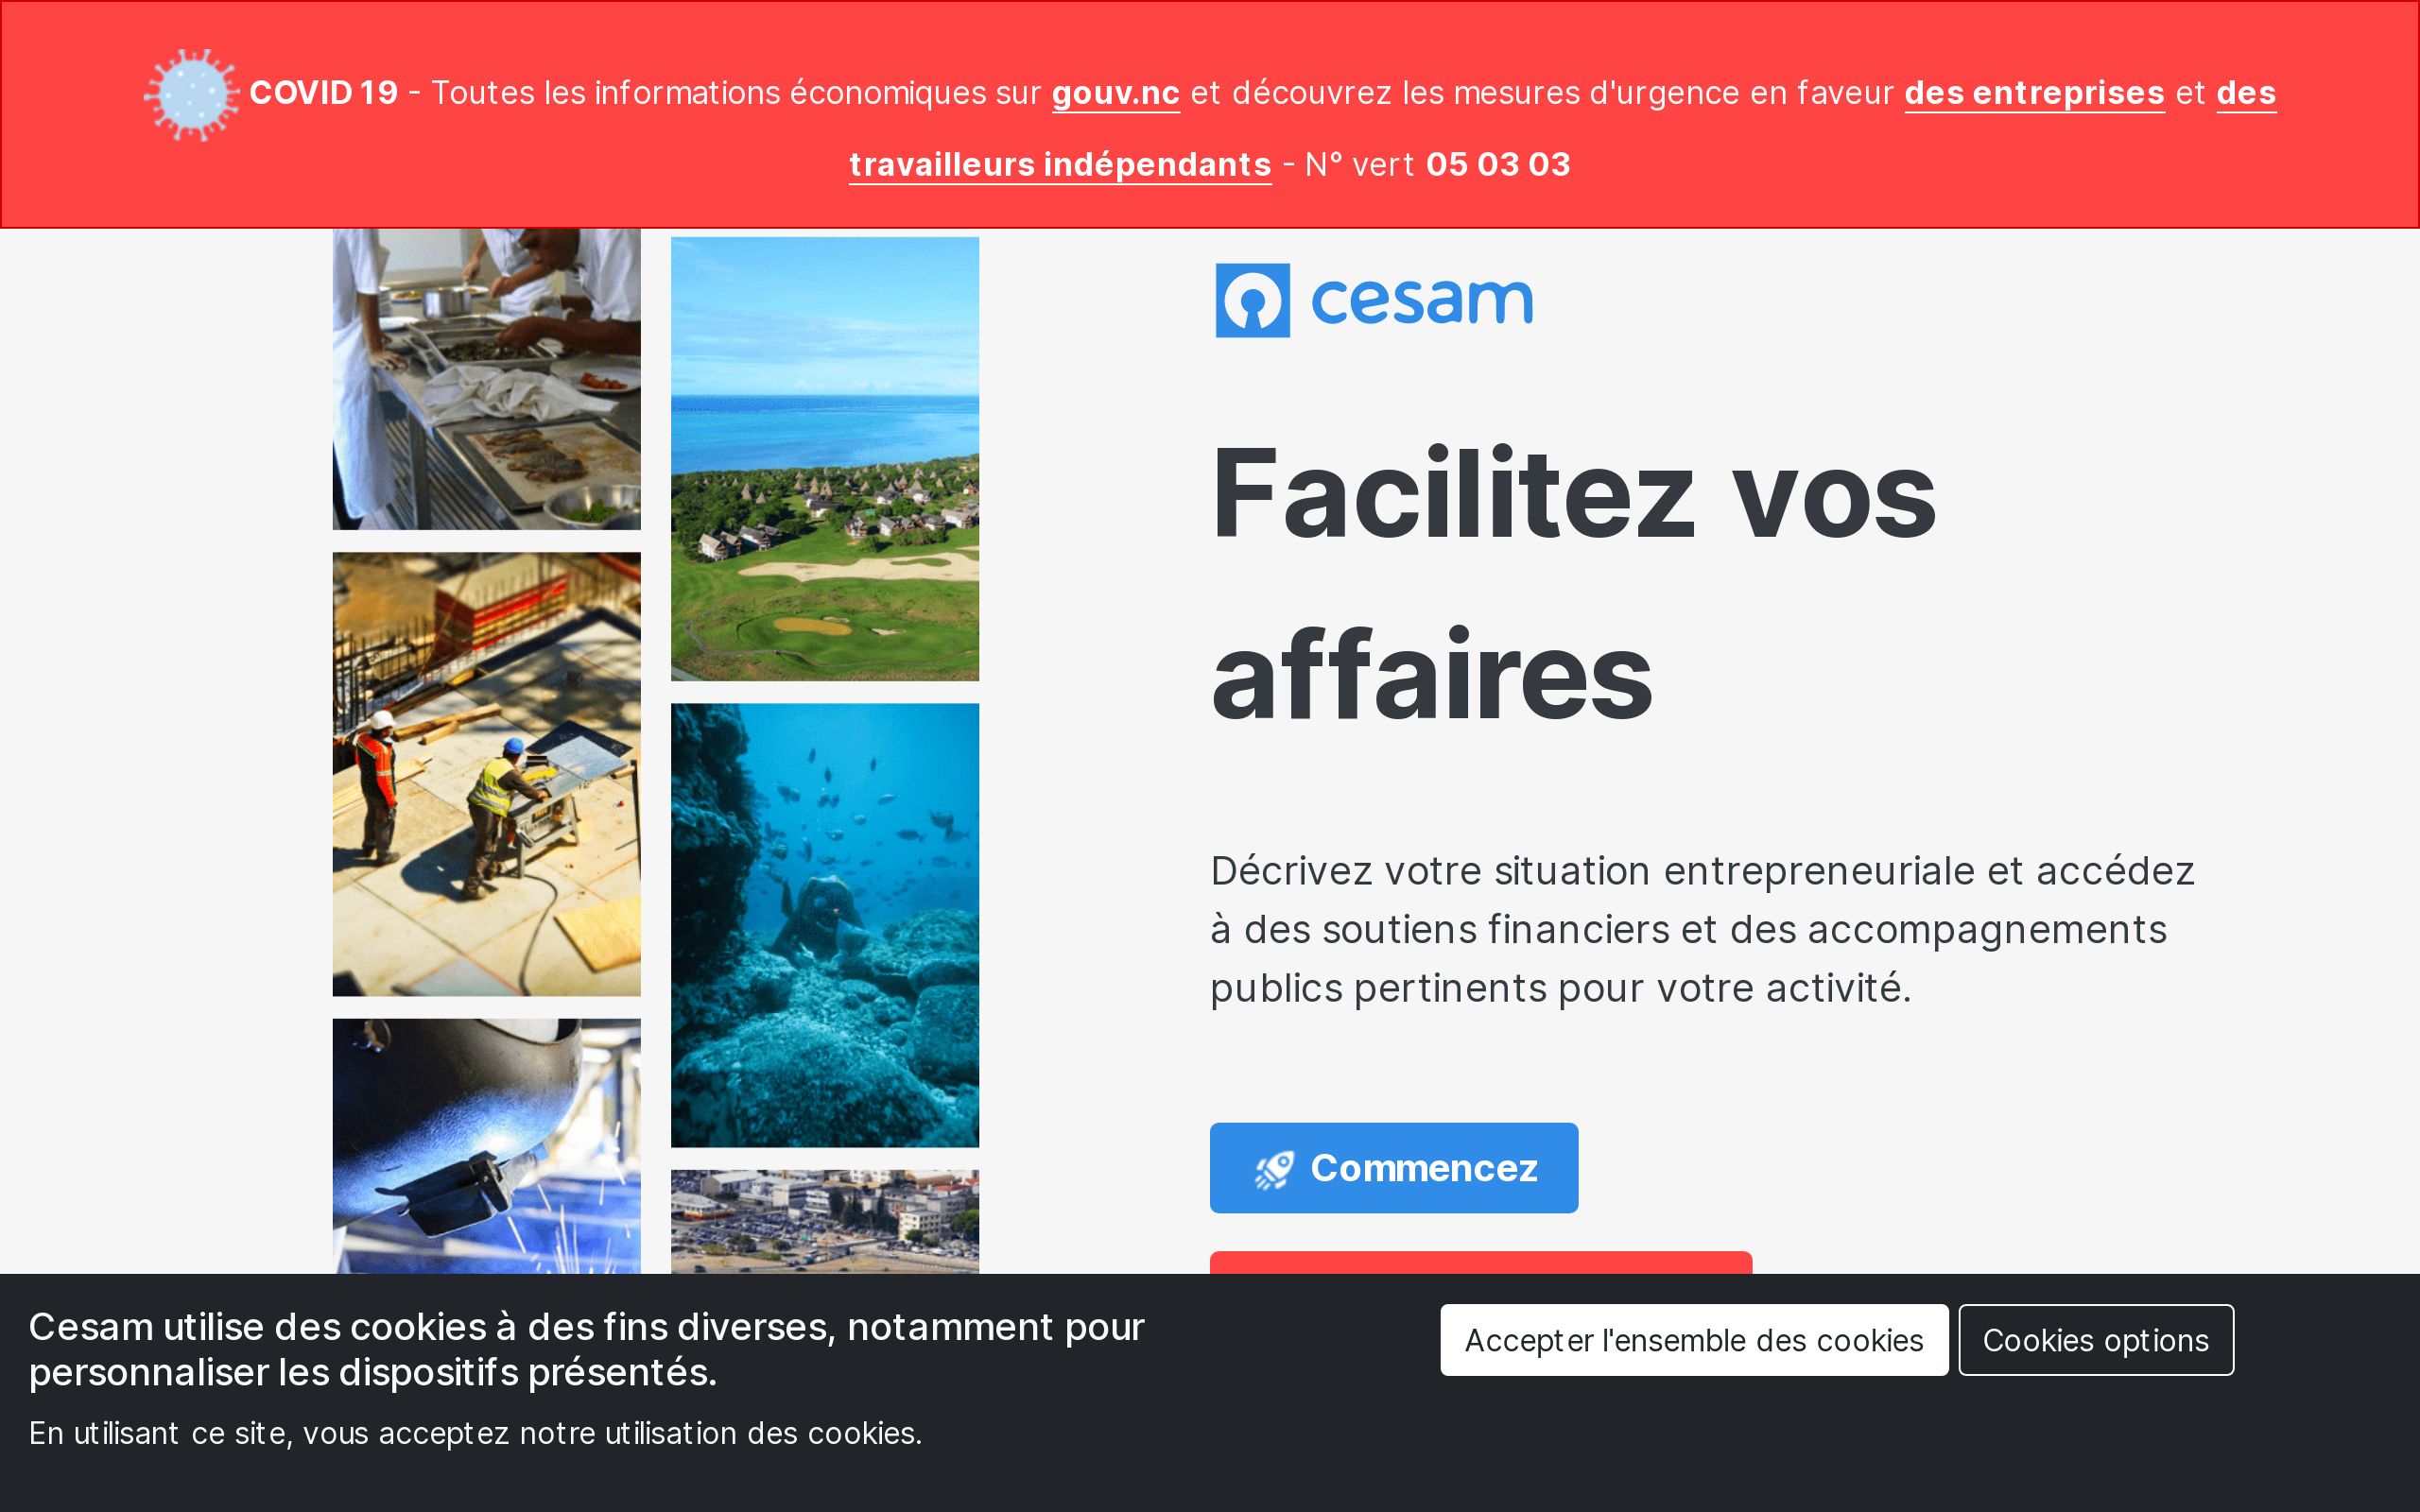 COVID 19 - Toutes les informations économiques sur gouv.nc et découvrez les mesures d'urgence en faveur des entreprises et des
travailleurs indépendants - N° vert 05 03 03
cesam
Facilitez vos
affaires
Décrivez votre situation entrepreneuriale et accédez
à des soutiens financiers et des accompagnements
publics pertinents pour votre activité.
Commencez
Cesam utilise des cookies à des fins diverses, notamment pour
personnaliser les dispositifs présentés.
En utilisant ce site, vous acceptez notre utilisation des cookies.
Accepter l'ensemble des cookies
Cookies options